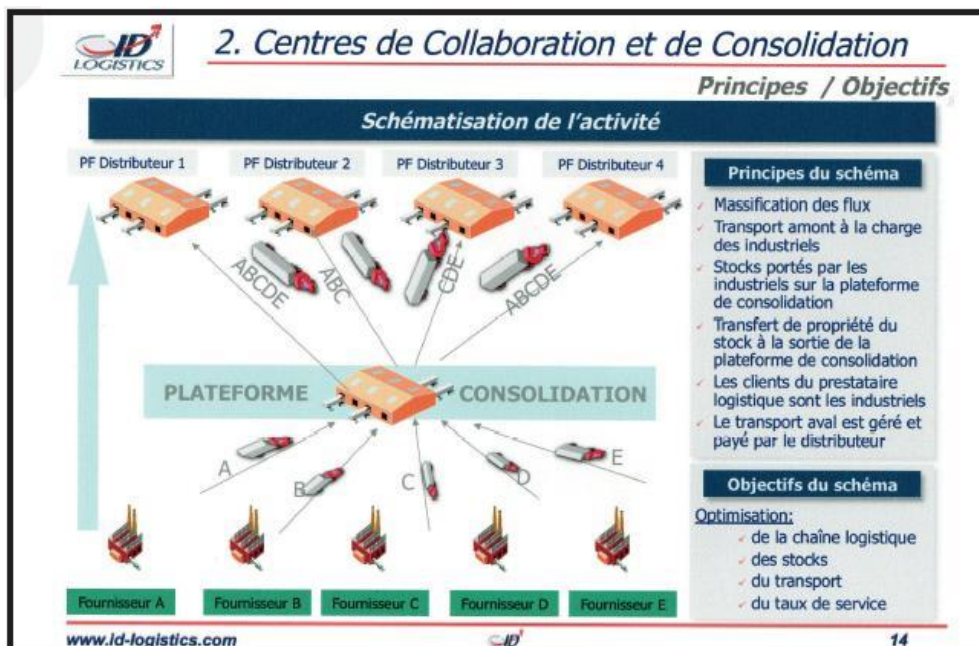 ID
LOGISTICS
2. Centres de Collaboration et de Consolidation
Principes / Objectifs
Schématisation de l'activité
PF Distributeur 1
PF Distributeur 2
PF Distributeur 3
PF Distributeur 4
ABCDE
ABC
CDE
ABCDE
PLATEFORME
CONSOLIDATION
A
B
C
D
E
Fournisseur A
Fournisseur B
Fournisseur C
Fournisseur D
Fournisseur E
Principes du schéma
Massification des flux
Transport amont à la charge
des industriels
Stocks portés par les
industriels sur la plateforme
de consolidation
Transfert de propriété du
stock à la sortie de la
plateforme de consolidation
Les clients du prestataire
logistique sont les industriels
Le transport aval est géré et
payé par le distributeur
Objectifs du schéma
Optimisation:
de la chaîne logistique
des stocks
du transport
du taux de service
www.id-logistics.com
ID
14